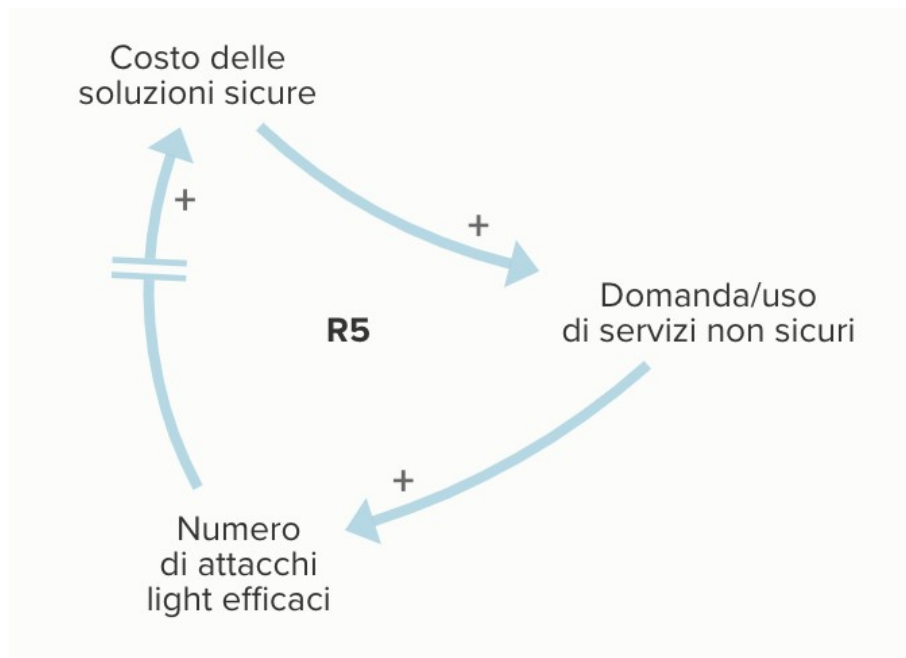 Costo delle
soluzioni sicure
+
+
Domanda/uso
di servizi non sicuri
R5
+
Numero
di attacchi
light efficaci